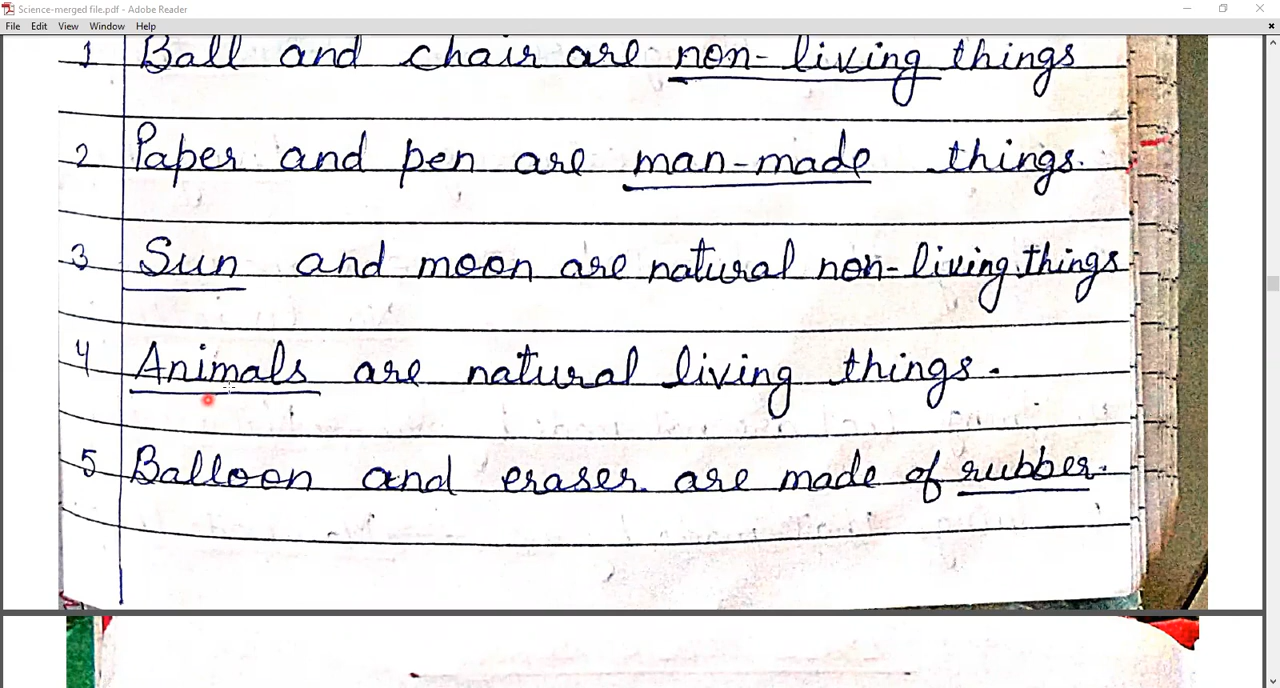 Science-merged file.pdf - Adobe Reader
File Edit View Window Help
1 Ball and chair are non-living things
2 Paper and pen are man-made things.
3 Sun and moon are natural non-living things
4 Animals are natural living things.
5 Balloon and eraser are made of rubber.